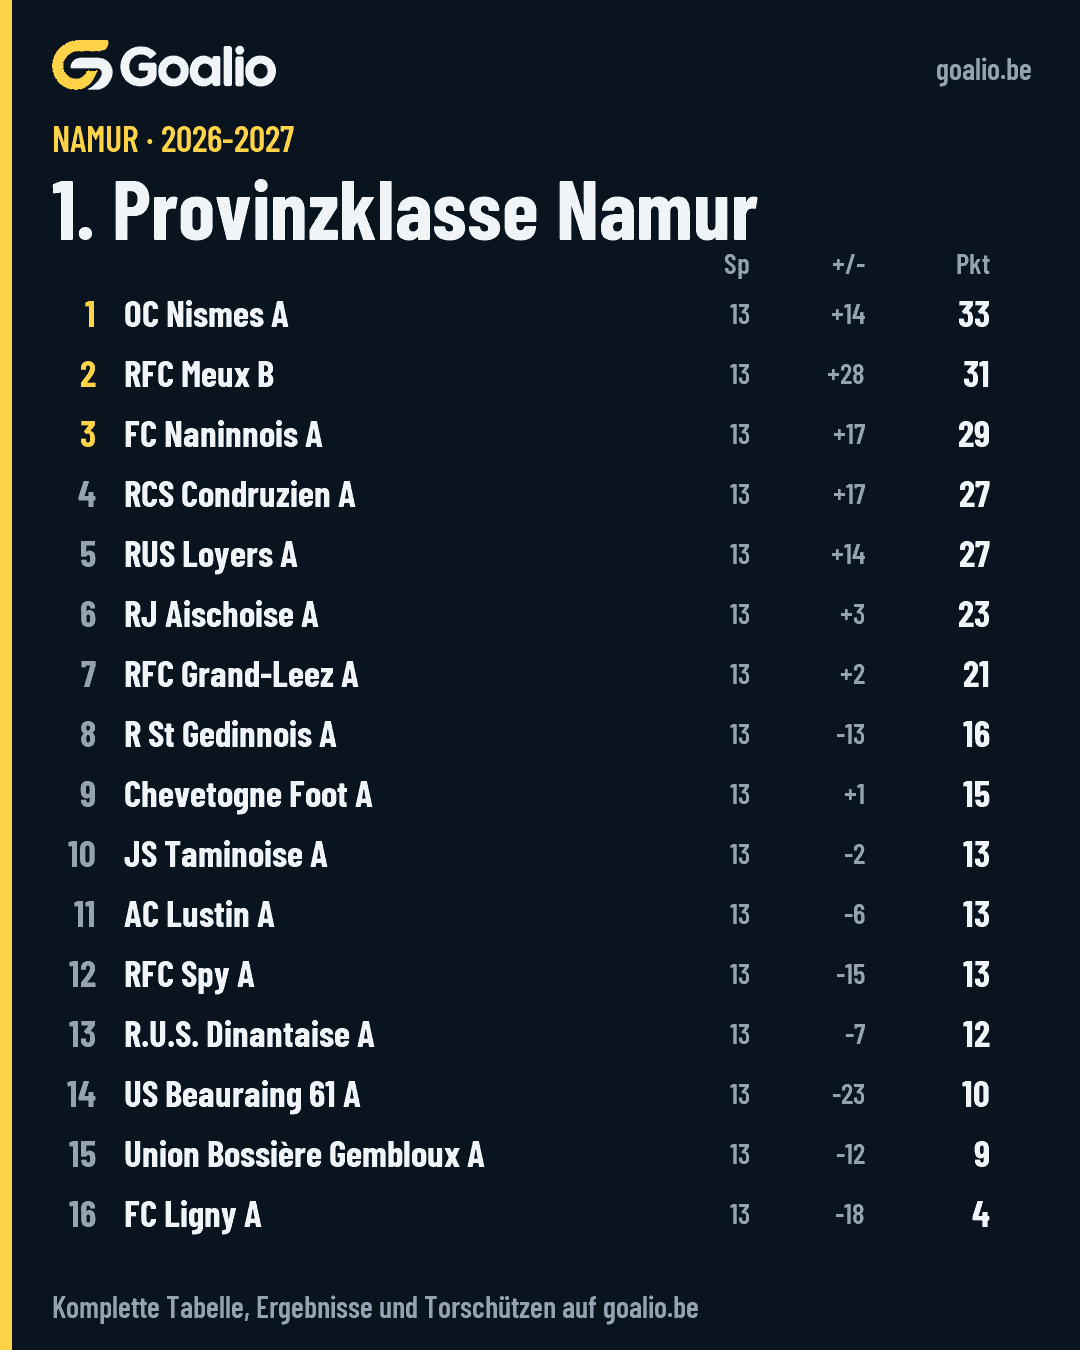 Goalio goalio.be
NAMUR · 2026-2027
1. Provinzklasse Namur
Sp +/- Pkt
1 OC Nismes A 13 +14 33
2 RFC Meux B 13 +28 31
3 FC Naninnois A 13 +17 29
4 RCS Condruzien A 13 +17 27
5 RUS Loyers A 13 +14 27
6 RJ Aischoise A 13 +3 23
7 RFC Grand-Leez A 13 +2 21
8 R St Gedinnois A 13 -13 16
9 Chevetogne Foot A 13 +1 15
10 JS Taminoise A 13 -2 13
11 AC Lustin A 13 -6 13
12 RFC Spy A 13 -15 13
13 R.U.S. Dinantaise A 13 -7 12
14 US Beauraing 61 A 13 -23 10
15 Union Bossière Gembloux A 13 -12 9
16 FC Ligny A 13 -18 4
Komplette Tabelle, Ergebnisse und Torschützen auf goalio.be